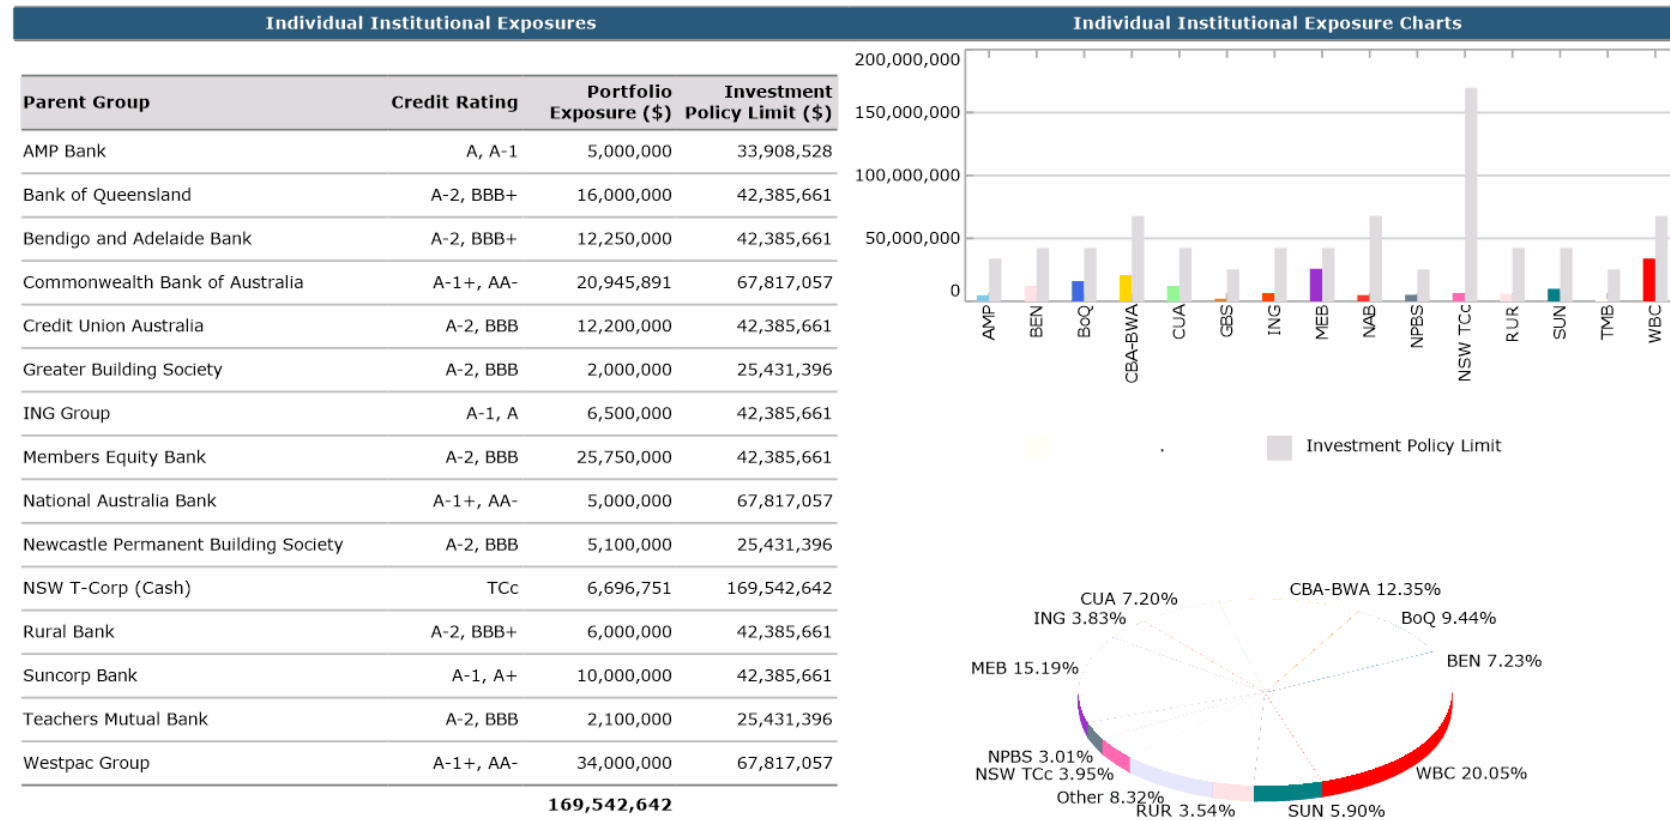 Individual Institutional Exposures
Parent Group Credit Rating Portfolio Exposure ($) Investment Policy Limit ($)
AMP Bank A, A-1 5,000,000 33,908,528
Bank of Queensland A-2, BBB+ 16,000,000 42,385,661
Bendigo and Adelaide Bank A-2, BBB+ 12,250,000 42,385,661
Commonwealth Bank of Australia A-1+, AA- 20,945,891 67,817,057
Credit Union Australia A-2, BBB 12,200,000 42,385,661
Greater Building Society A-2, BBB 2,000,000 25,431,396
ING Group A-1, A 6,500,000 42,385,661
Members Equity Bank A-2, BBB 25,750,000 42,385,661
National Australia Bank A-1+, AA- 5,000,000 67,817,057
Newcastle Permanent Building Society A-2, BBB 5,100,000 25,431,396
NSW T-Corp (Cash) TCc 6,696,751 169,542,642
Rural Bank A-2, BBB+ 6,000,000 42,385,661
Suncorp Bank A-1, A+ 10,000,000 42,385,661
Teachers Mutual Bank A-2, BBB 2,100,000 25,431,396
Westpac Group A-1+, AA- 34,000,000 67,817,057
169,542,642
Individual Institutional Exposure Charts
200,000,000
150,000,000
100,000,000
50,000,000
0
AMP
BEN
BoQ
CBA-BWA
CUA
GBS
ING
MEB
NAB
NPBS
NSW TCc
RUR
SUN
TMB
WBC
Investment Policy Limit
CBA-BWA 12.35%
CUA 7.20%
BoQ 9.44%
ING 3.83%
BEN 7.23%
MEB 15.19%
NPBS 3.01%
NSW TCc 3.95%
WBC 20.05%
Other 8.32%
RUR 3.54%
SUN 5.90%